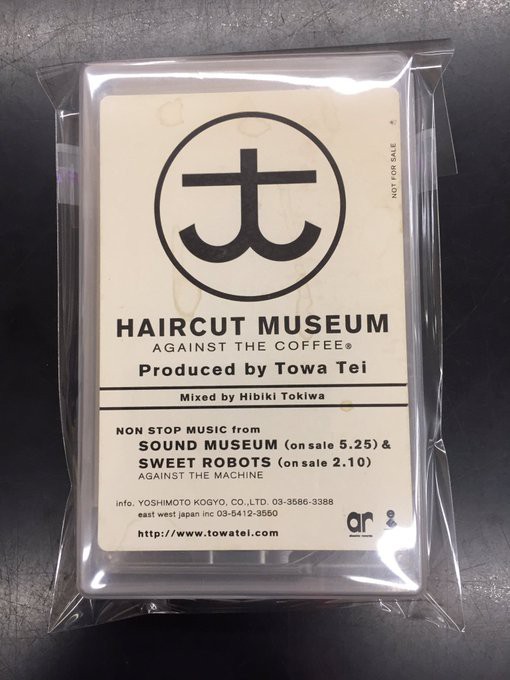 NOT FOR SALE
HAIRCUT MUSEUM
AGAINST THE COFFEE®
Produced by Towa Tei
Mixed by Hibiki Tokiwa
NON STOP MUSIC from
SOUND MUSEUM (on sale 5.25) &
SWEET ROBOTS (on sale 2.10)
AGAINST THE MACHINE
info. YOSHIMOTO KOGYO, CO.,LTD. 03-3586-3388
east west japan inc 03-5412-3550
http://www.towatei.com
ar